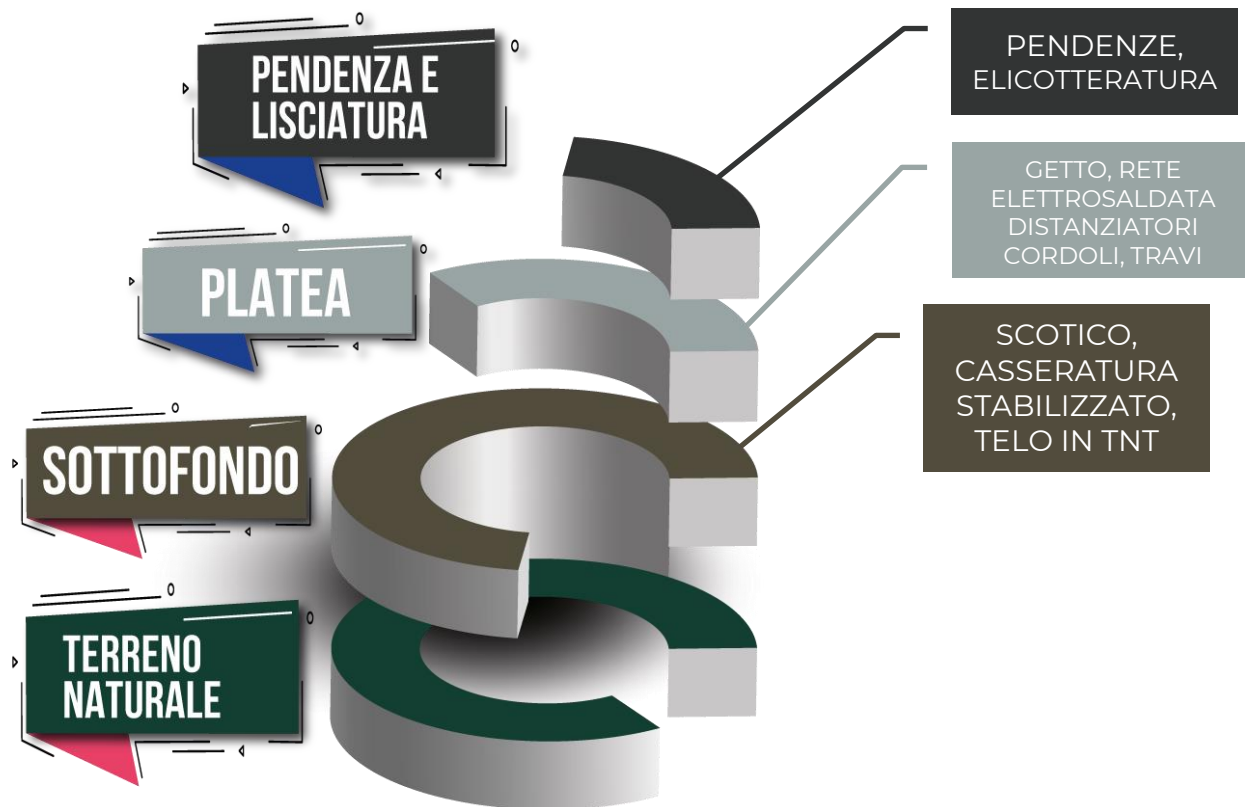 PENDENZA E
LISCIATURA
PENDENZE,
ELICOTTERATURA
PLATEA
GETTO, RETE
ELETTROSALDATA
DISTANZIATORI
CORDOLI, TRAVI
SOTTOFONDO
SCOTICO,
CASSERATURA
STABILIZZATO,
TELO IN TNT
TERRENO
NATURALE